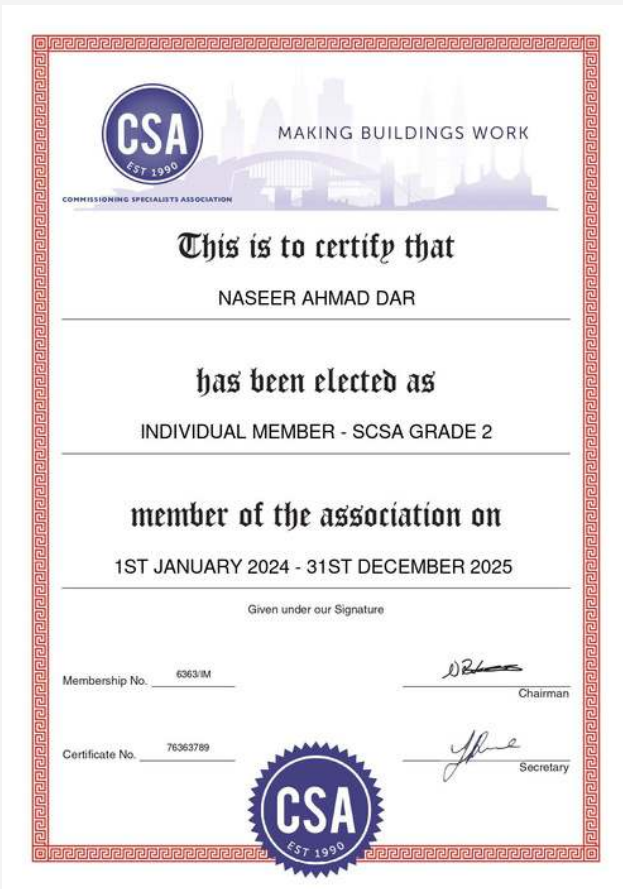 CSA
EST 1990
COMMISSIONING SPECIALISTS ASSOCIATION
MAKING BUILDINGS WORK
This is to certify that
NASEER AHMAD DAR
has been elected as
INDIVIDUAL MEMBER - SCSA GRADE 2
member of the association on
1ST JANUARY 2024 - 31ST DECEMBER 2025
Given under our Signature
Membership No. 6363/IM
Chairman
Certificate No. 76363789
Secretary
CSA
EST 1990